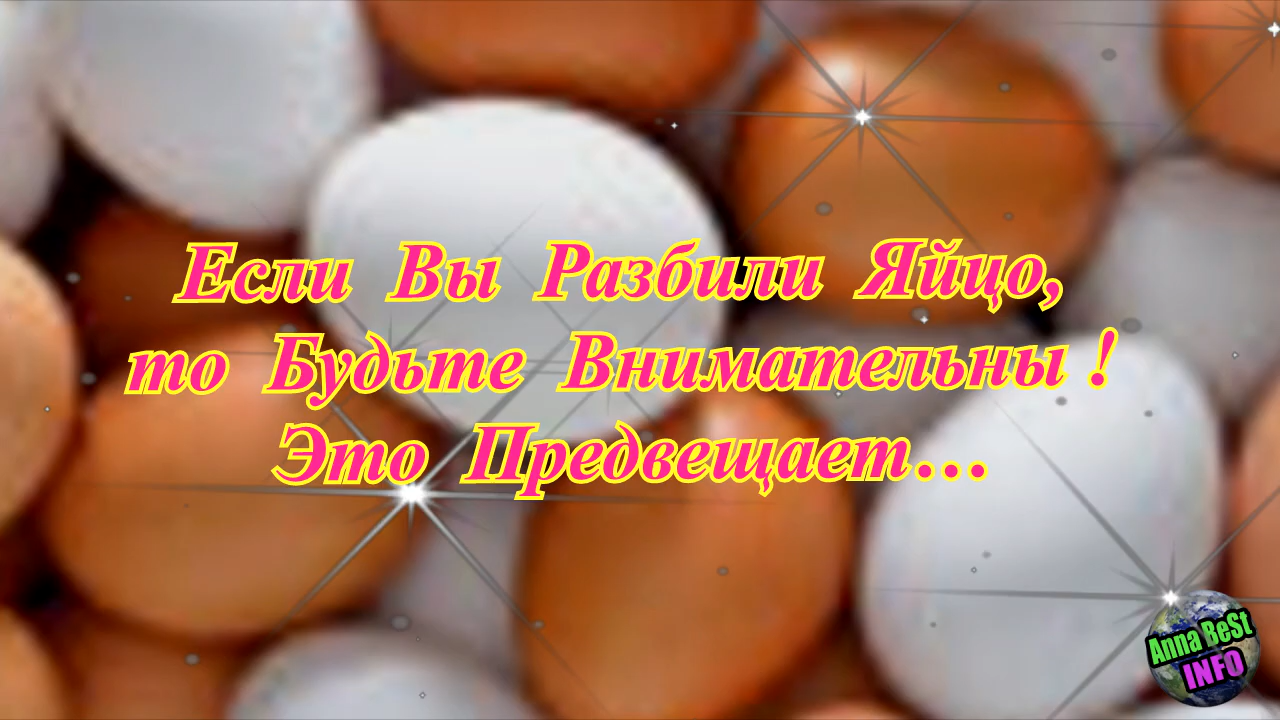 Если Вы Разбили Яйцо,
то Будьте Внимательны !
Это Предвещает...
Anna BeSt
INFO